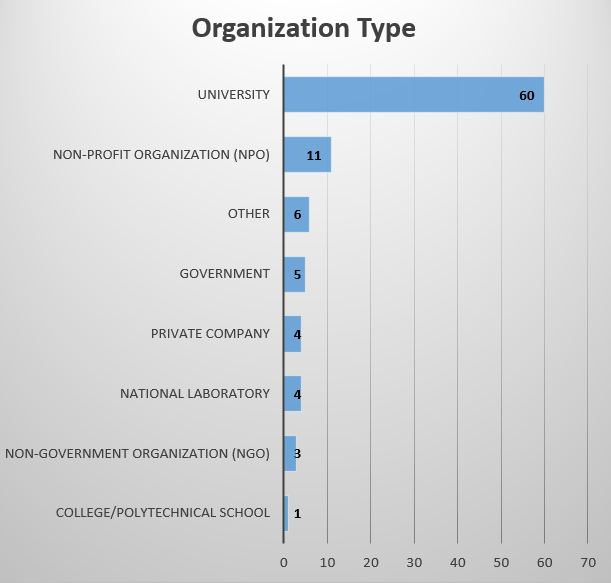 Organization Type
UNIVERSITY 60
NON-PROFIT ORGANIZATION (NPO) 11
OTHER 6
GOVERNMENT 5
PRIVATE COMPANY 4
NATIONAL LABORATORY 4
NON-GOVERNMENT ORGANIZATION (NGO) 3
COLLEGE/POLYTECHNICAL SCHOOL 1
0 10 20 30 40 50 60 70